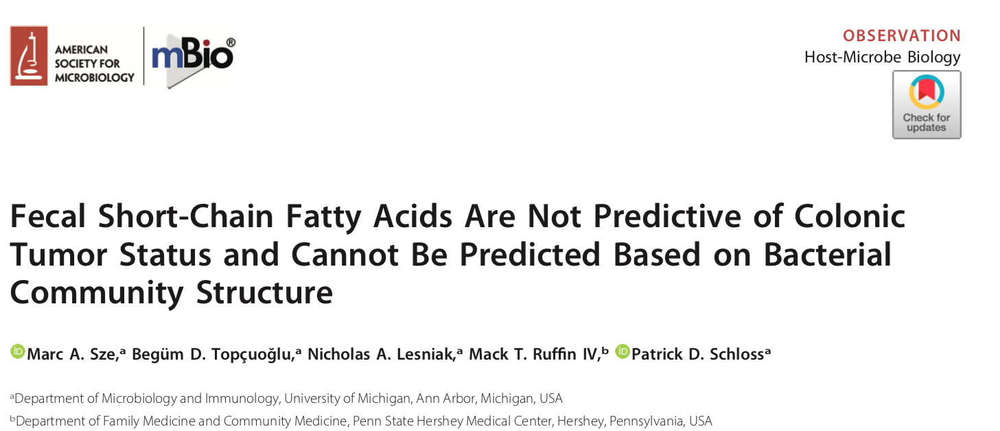 AMERICAN
SOCIETY FOR
MICROBIOLOGY
mBio®
OBSERVATION
Host-Microbe Biology
Check for
updates
Fecal Short-Chain Fatty Acids Are Not Predictive of Colonic
Tumor Status and Cannot Be Predicted Based on Bacterial
Community Structure
iD Marc A. Sze,ᵃ Begüm D. Topçuoğlu,ᵃ Nicholas A. Lesniak,ᵃ Mack T. Ruffin IV,ᵇ iD Patrick D. Schlossᵃ
ᵃDepartment of Microbiology and Immunology, University of Michigan, Ann Arbor, Michigan, USA
ᵇDepartment of Family Medicine and Community Medicine, Penn State Hershey Medical Center, Hershey, Pennsylvania, USA